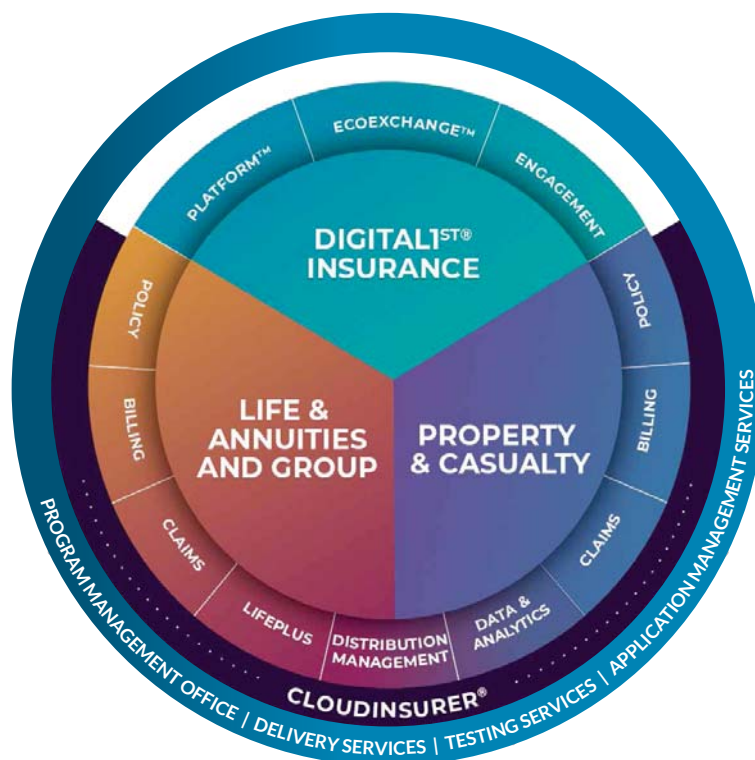 PLATFORM™
ECOEXCHANGE™
ENGAGEMENT
DIGITAL1ST®
INSURANCE
POLICY
BILLING
CLAIMS
LIFEPLUS
DISTRIBUTION
MANAGEMENT
DATA &
ANALYTICS
CLAIMS
BILLING
POLICY
LIFE &
ANNUITIES
AND GROUP
PROPERTY
& CASUALTY
CLOUDINSURER®
PROGRAM MANAGEMENT OFFICE | DELIVERY SERVICES | TESTING SERVICES | APPLICATION MANAGEMENT SERVICES